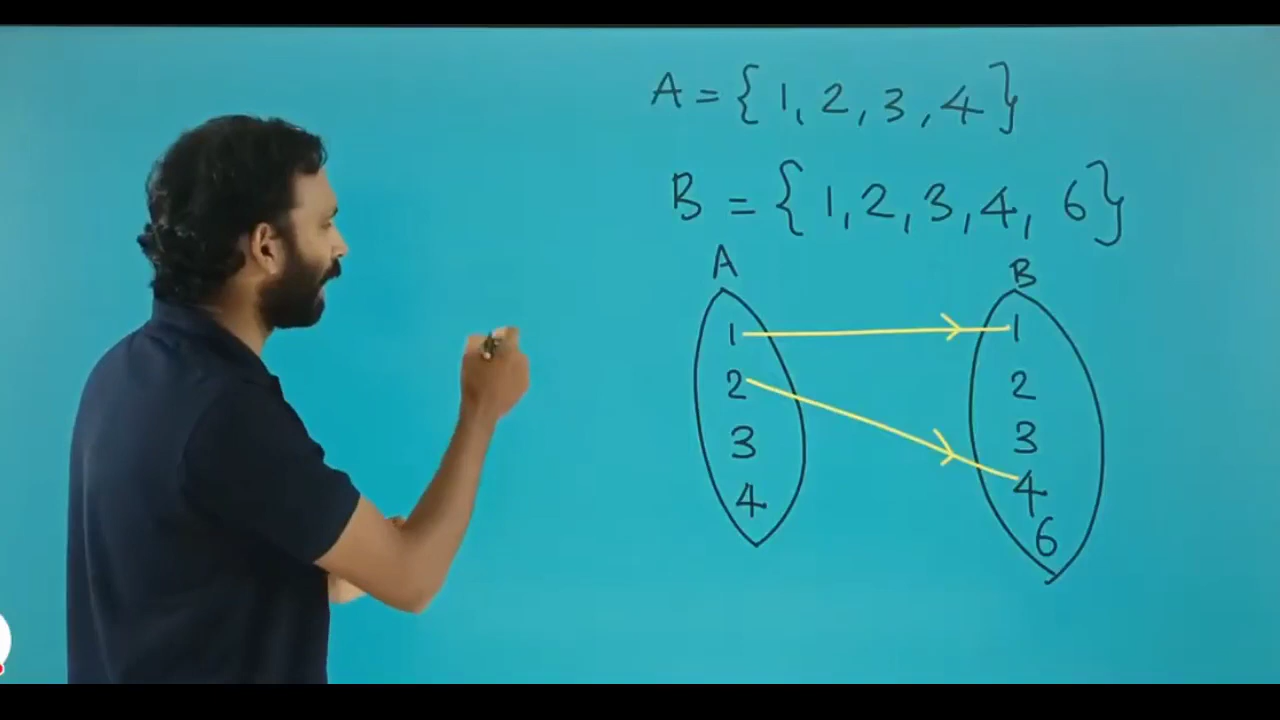 A = { 1, 2, 3, 4 }
B = { 1, 2, 3, 4, 6 }
A B
1 1
2 2
3 3
4 4
6